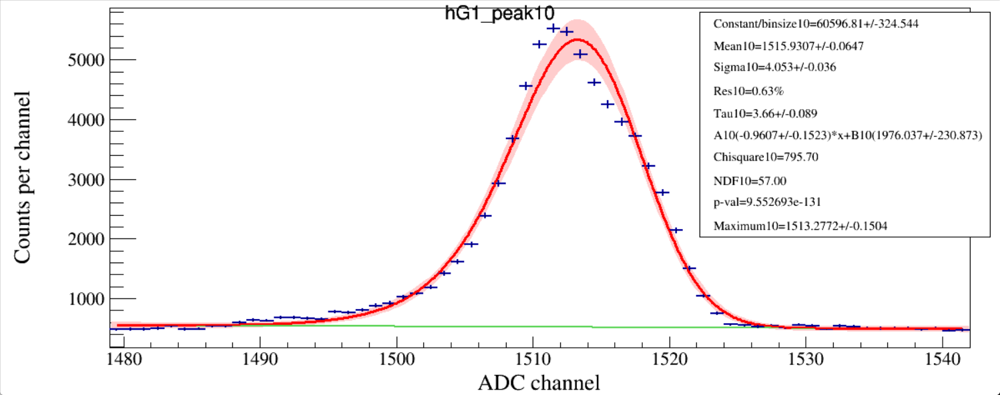 hG1_peak10
Constant/binsize10=60596.81+/-324.544
Mean10=1515.9307+/-0.0647
Sigma10=4.053+/-0.036
Res10=0.63%
Tau10=3.66+/-0.089
A10(-0.9607+/-0.1523)*x+B10(1976.037+/-230.873)
Chisquare10=795.70
NDF10=57.00
p-val=9.552693e-131
Maximum10=1513.2772+/-0.1504
Counts per channel
5000
4000
3000
2000
1000
1480 1490 1500 1510 1520 1530 1540
ADC channel